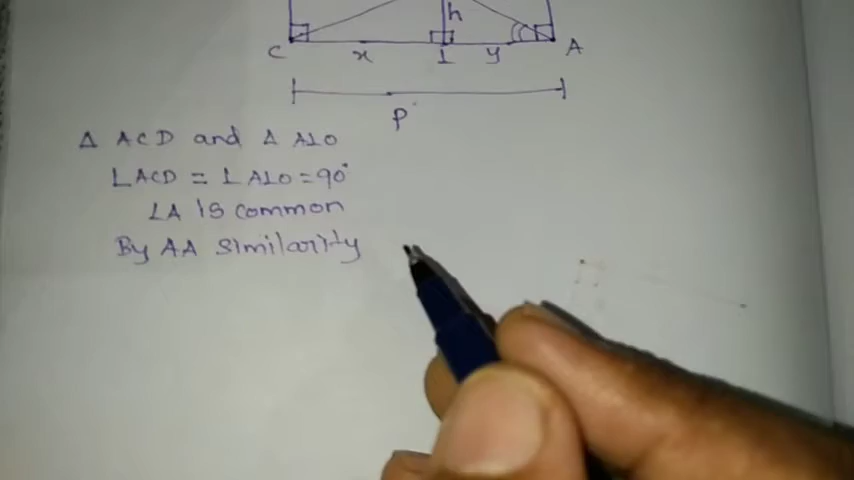 h
C x L y A
P
Δ ACD and Δ ALO
∠ACD = ∠ALO = 90°
∠A is common
By AA similarity